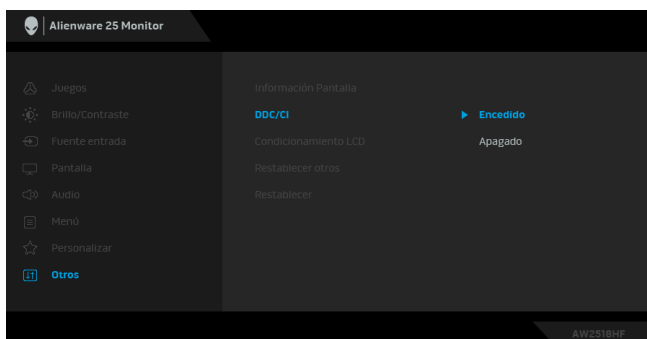 Alienware 25 Monitor
Juegos
Información Pantalla
Brillo/Contraste
DDC/CI
Encedido
Fuente entrada
Condicionamiento LCD
Apagado
Pantalla
Restablecer otros
Audio
Restablecer
Menú
Personalizar
Otros
AW2518HF